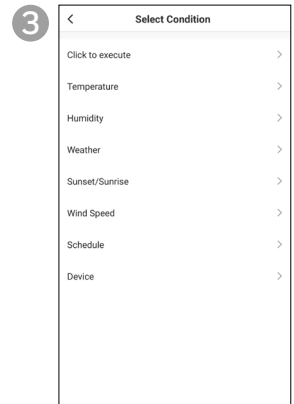 3
Select Condition
Click to execute
Temperature
Humidity
Weather
Sunset/Sunrise
Wind Speed
Schedule
Device